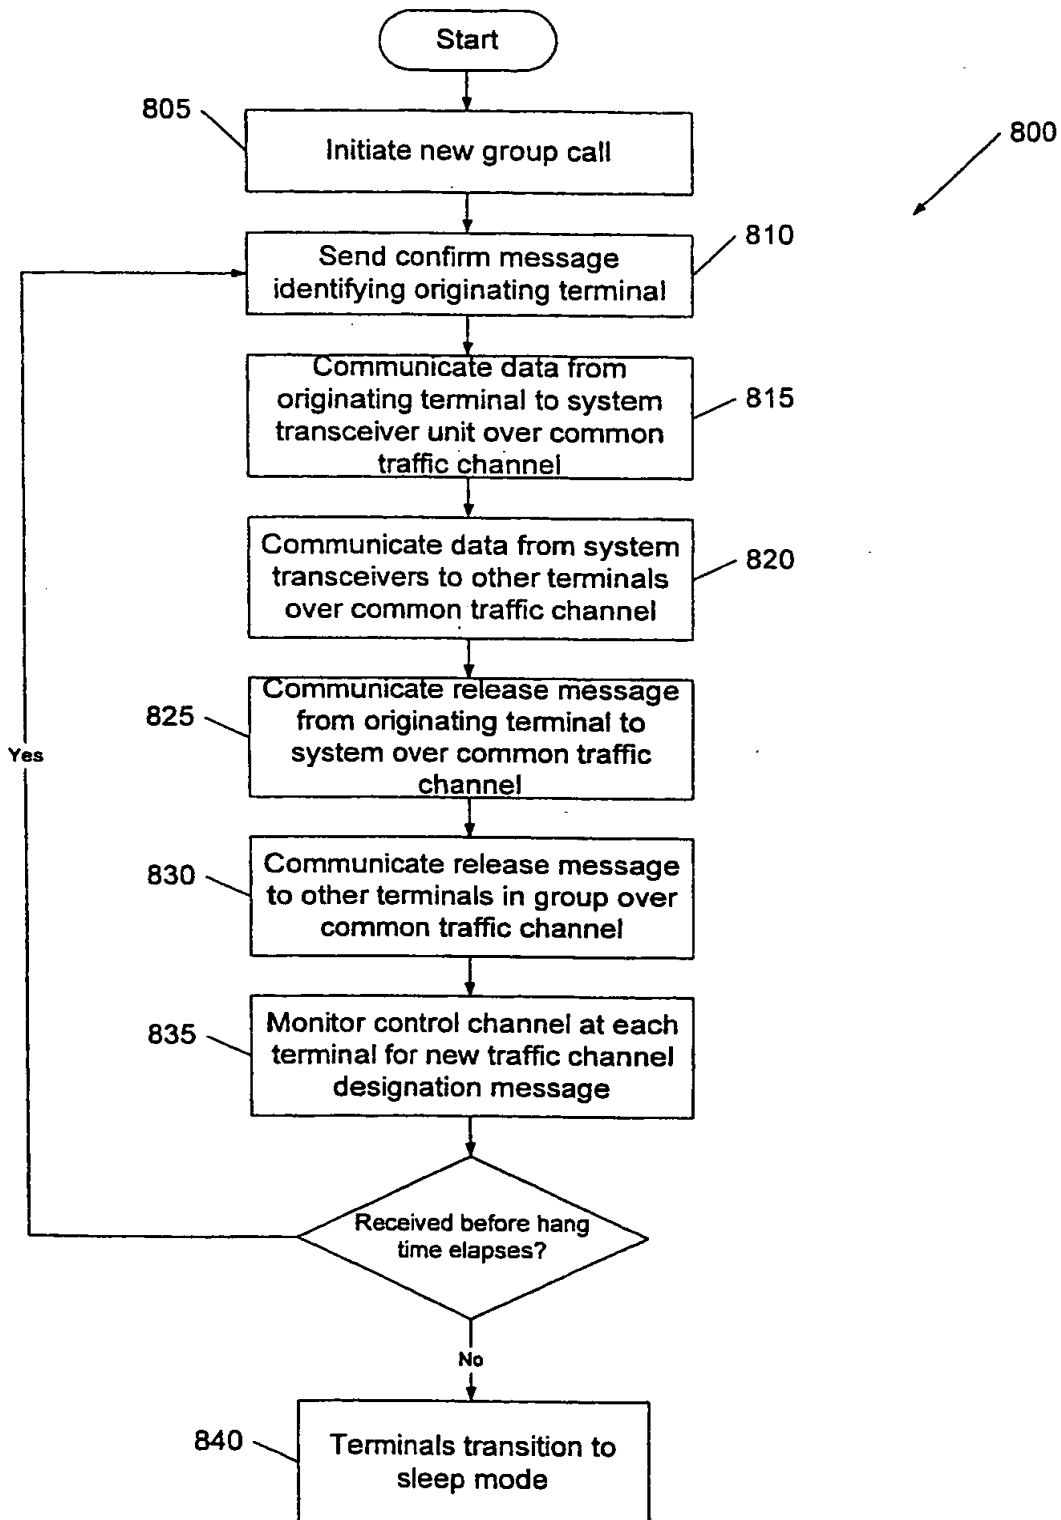 Start
805
Initiate new group call
800
810
Send confirm message
identifying originating terminal
Communicate data from
originating terminal to system
transceiver unit over common
traffic channel
815
Communicate data from system
transceivers to other terminals
over common traffic channel
820
825
Communicate release message
from originating terminal to
system over common traffic
channel
Yes
830
Communicate release message
to other terminals in group over
common traffic channel
835
Monitor control channel at each
terminal for new traffic channel
designation message
Received before hang
time elapses?
No
840
Terminals transition to
sleep mode